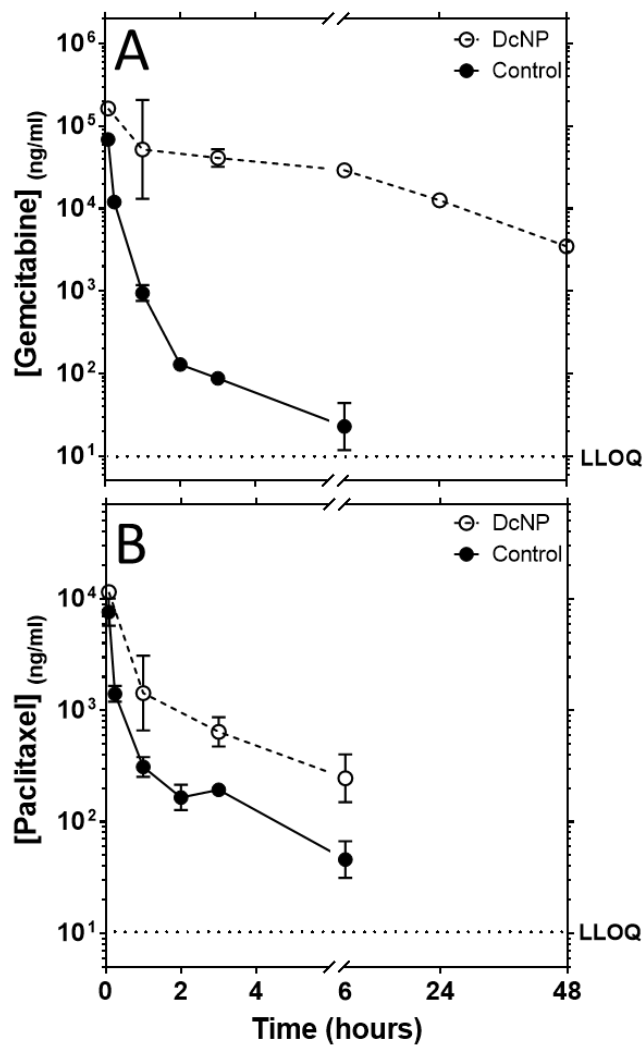 A
DcNP
Control
[Gemcitabine] (ng/ml)
10⁶
10⁵
10⁴
10³
10²
10¹
LLOQ
B
DcNP
Control
[Paclitaxel] (ng/ml)
10⁴
10³
10²
10¹
LLOQ
0 2 4 6 24 48
Time (hours)